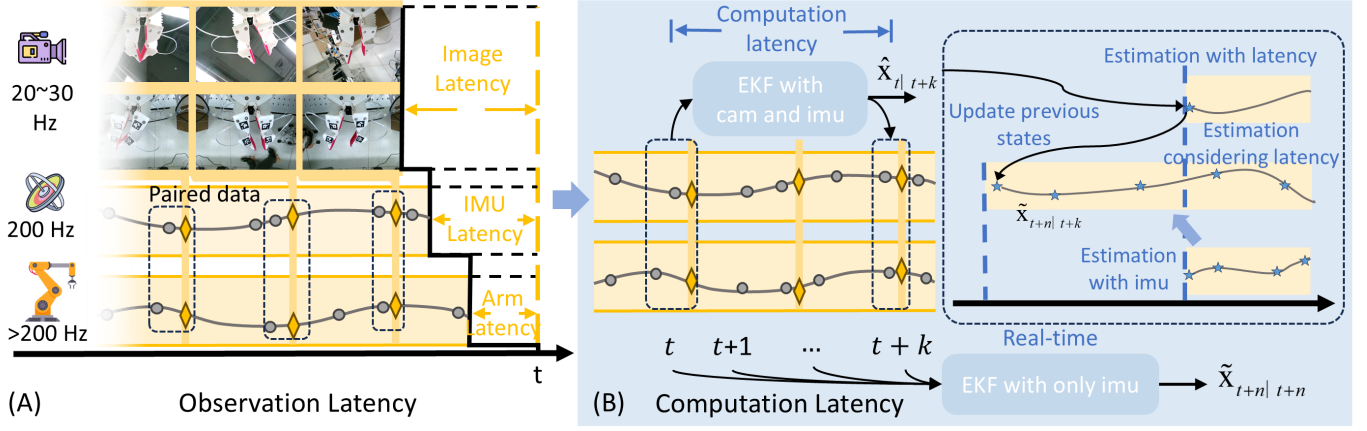 20~30
Hz
200 Hz
>200 Hz
Image
Latency
Paired data
IMU
Latency
Arm
Latency
t
(A)
Observation Latency
Computation
latency
EKF with
cam and imu
x̂ t| t+k
Estimation with latency
Update previous
states
Estimation
considering latency
x̃ t+n| t+k
Estimation
with imu
t t+1 ... t + k
Real-time
EKF with only imu
x̃ t+n| t+n
(B)
Computation Latency